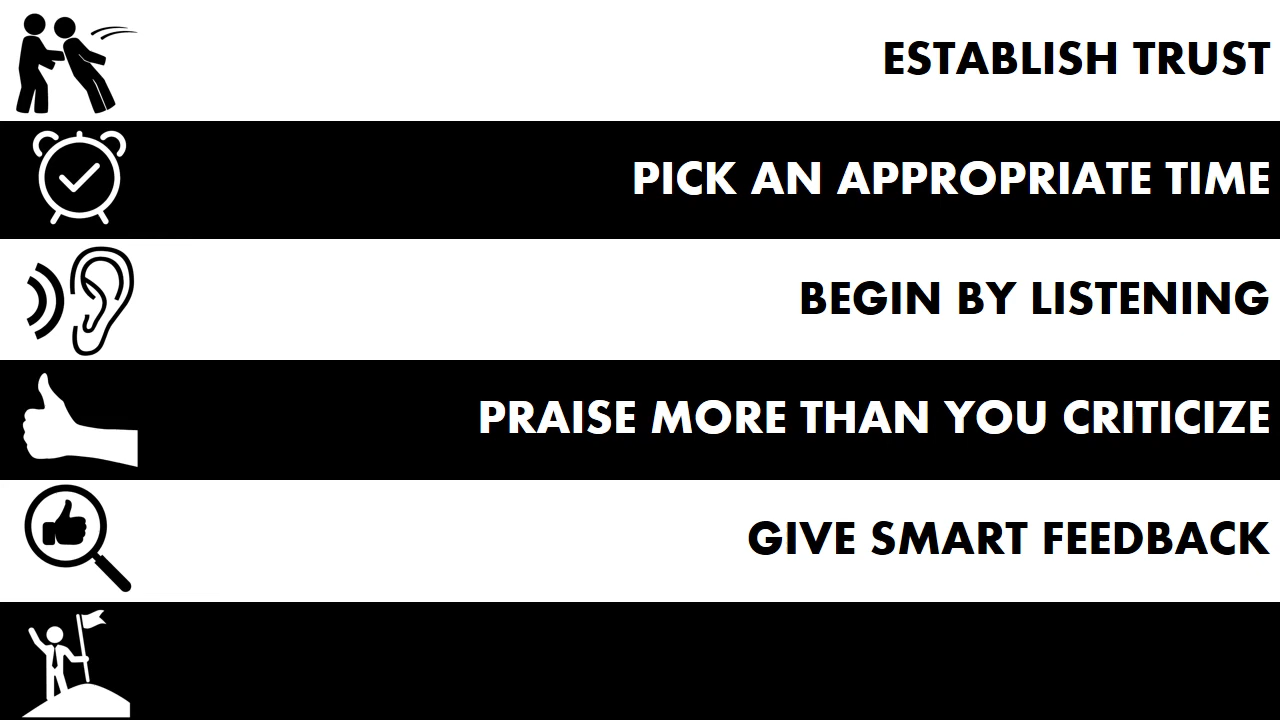 ESTABLISH TRUST
PICK AN APPROPRIATE TIME
BEGIN BY LISTENING
PRAISE MORE THAN YOU CRITICIZE
GIVE SMART FEEDBACK